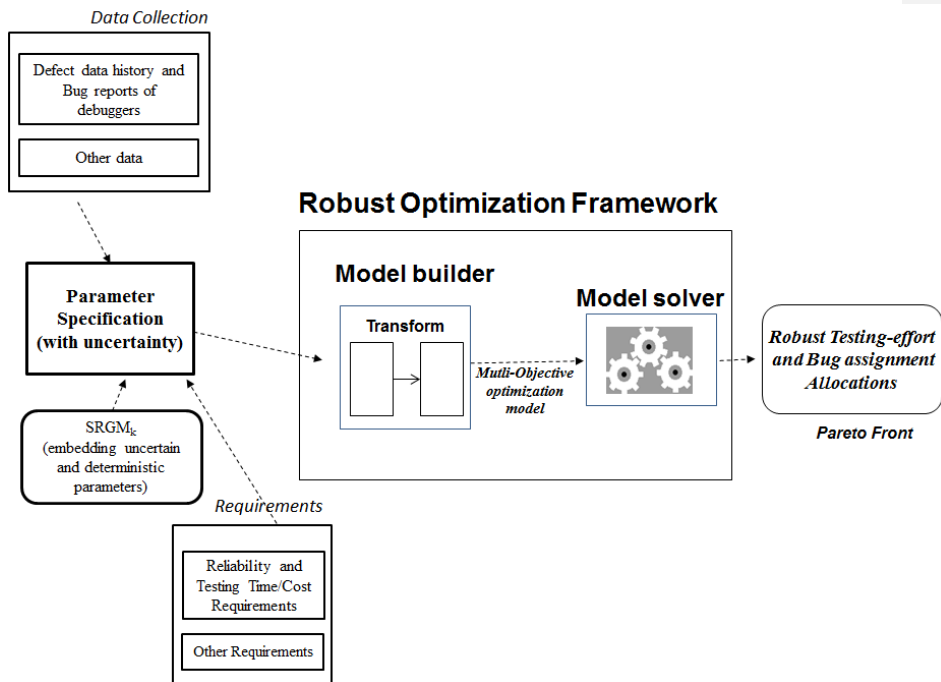 Data Collection
Defect data history and
Bug reports of
debuggers
Other data
Robust Optimization Framework
Model builder
Transform
Mutli-Objective
optimization
model
Model solver
Parameter
Specification
(with uncertainty)
Robust Testing-effort
and Bug assignment
Allocations
Pareto Front
SRGMk
(embedding uncertain
and deterministic
parameters)
Requirements
Reliability and
Testing Time/Cost
Requirements
Other Requirements